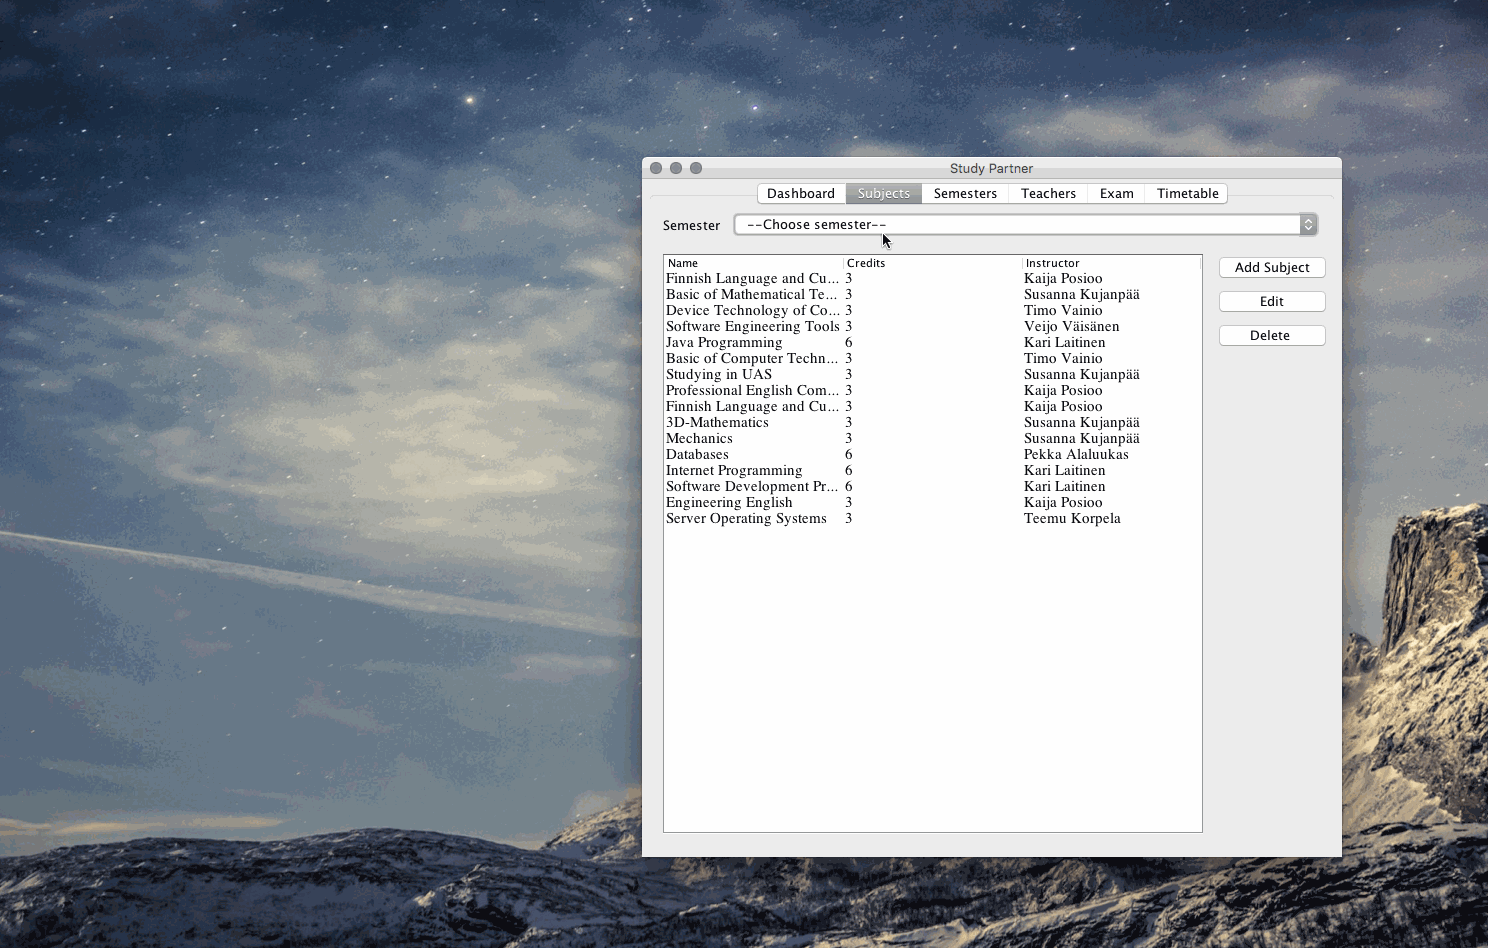 Study Partner
Dashboard Subjects Semesters Teachers Exam Timetable
Semester --Choose semester--
Name Credits Instructor
Finnish Language and Cu... 3 Kaija Posioo
Basic of Mathematical Te... 3 Susanna Kujanpää
Device Technology of Co... 3 Timo Vainio
Software Engineering Tools 3 Veijo Väisänen
Java Programming 6 Kari Laitinen
Basic of Computer Techn... 3 Timo Vainio
Studying in UAS 3 Susanna Kujanpää
Professional English Com... 3 Kaija Posioo
Finnish Language and Cu... 3 Kaija Posioo
3D-Mathematics 3 Susanna Kujanpää
Mechanics 3 Susanna Kujanpää
Databases 6 Pekka Alaluukas
Internet Programming 6 Kari Laitinen
Software Development Pr... 6 Kari Laitinen
Engineering English 3 Kaija Posioo
Server Operating Systems 3 Teemu Korpela
Add Subject
Edit
Delete